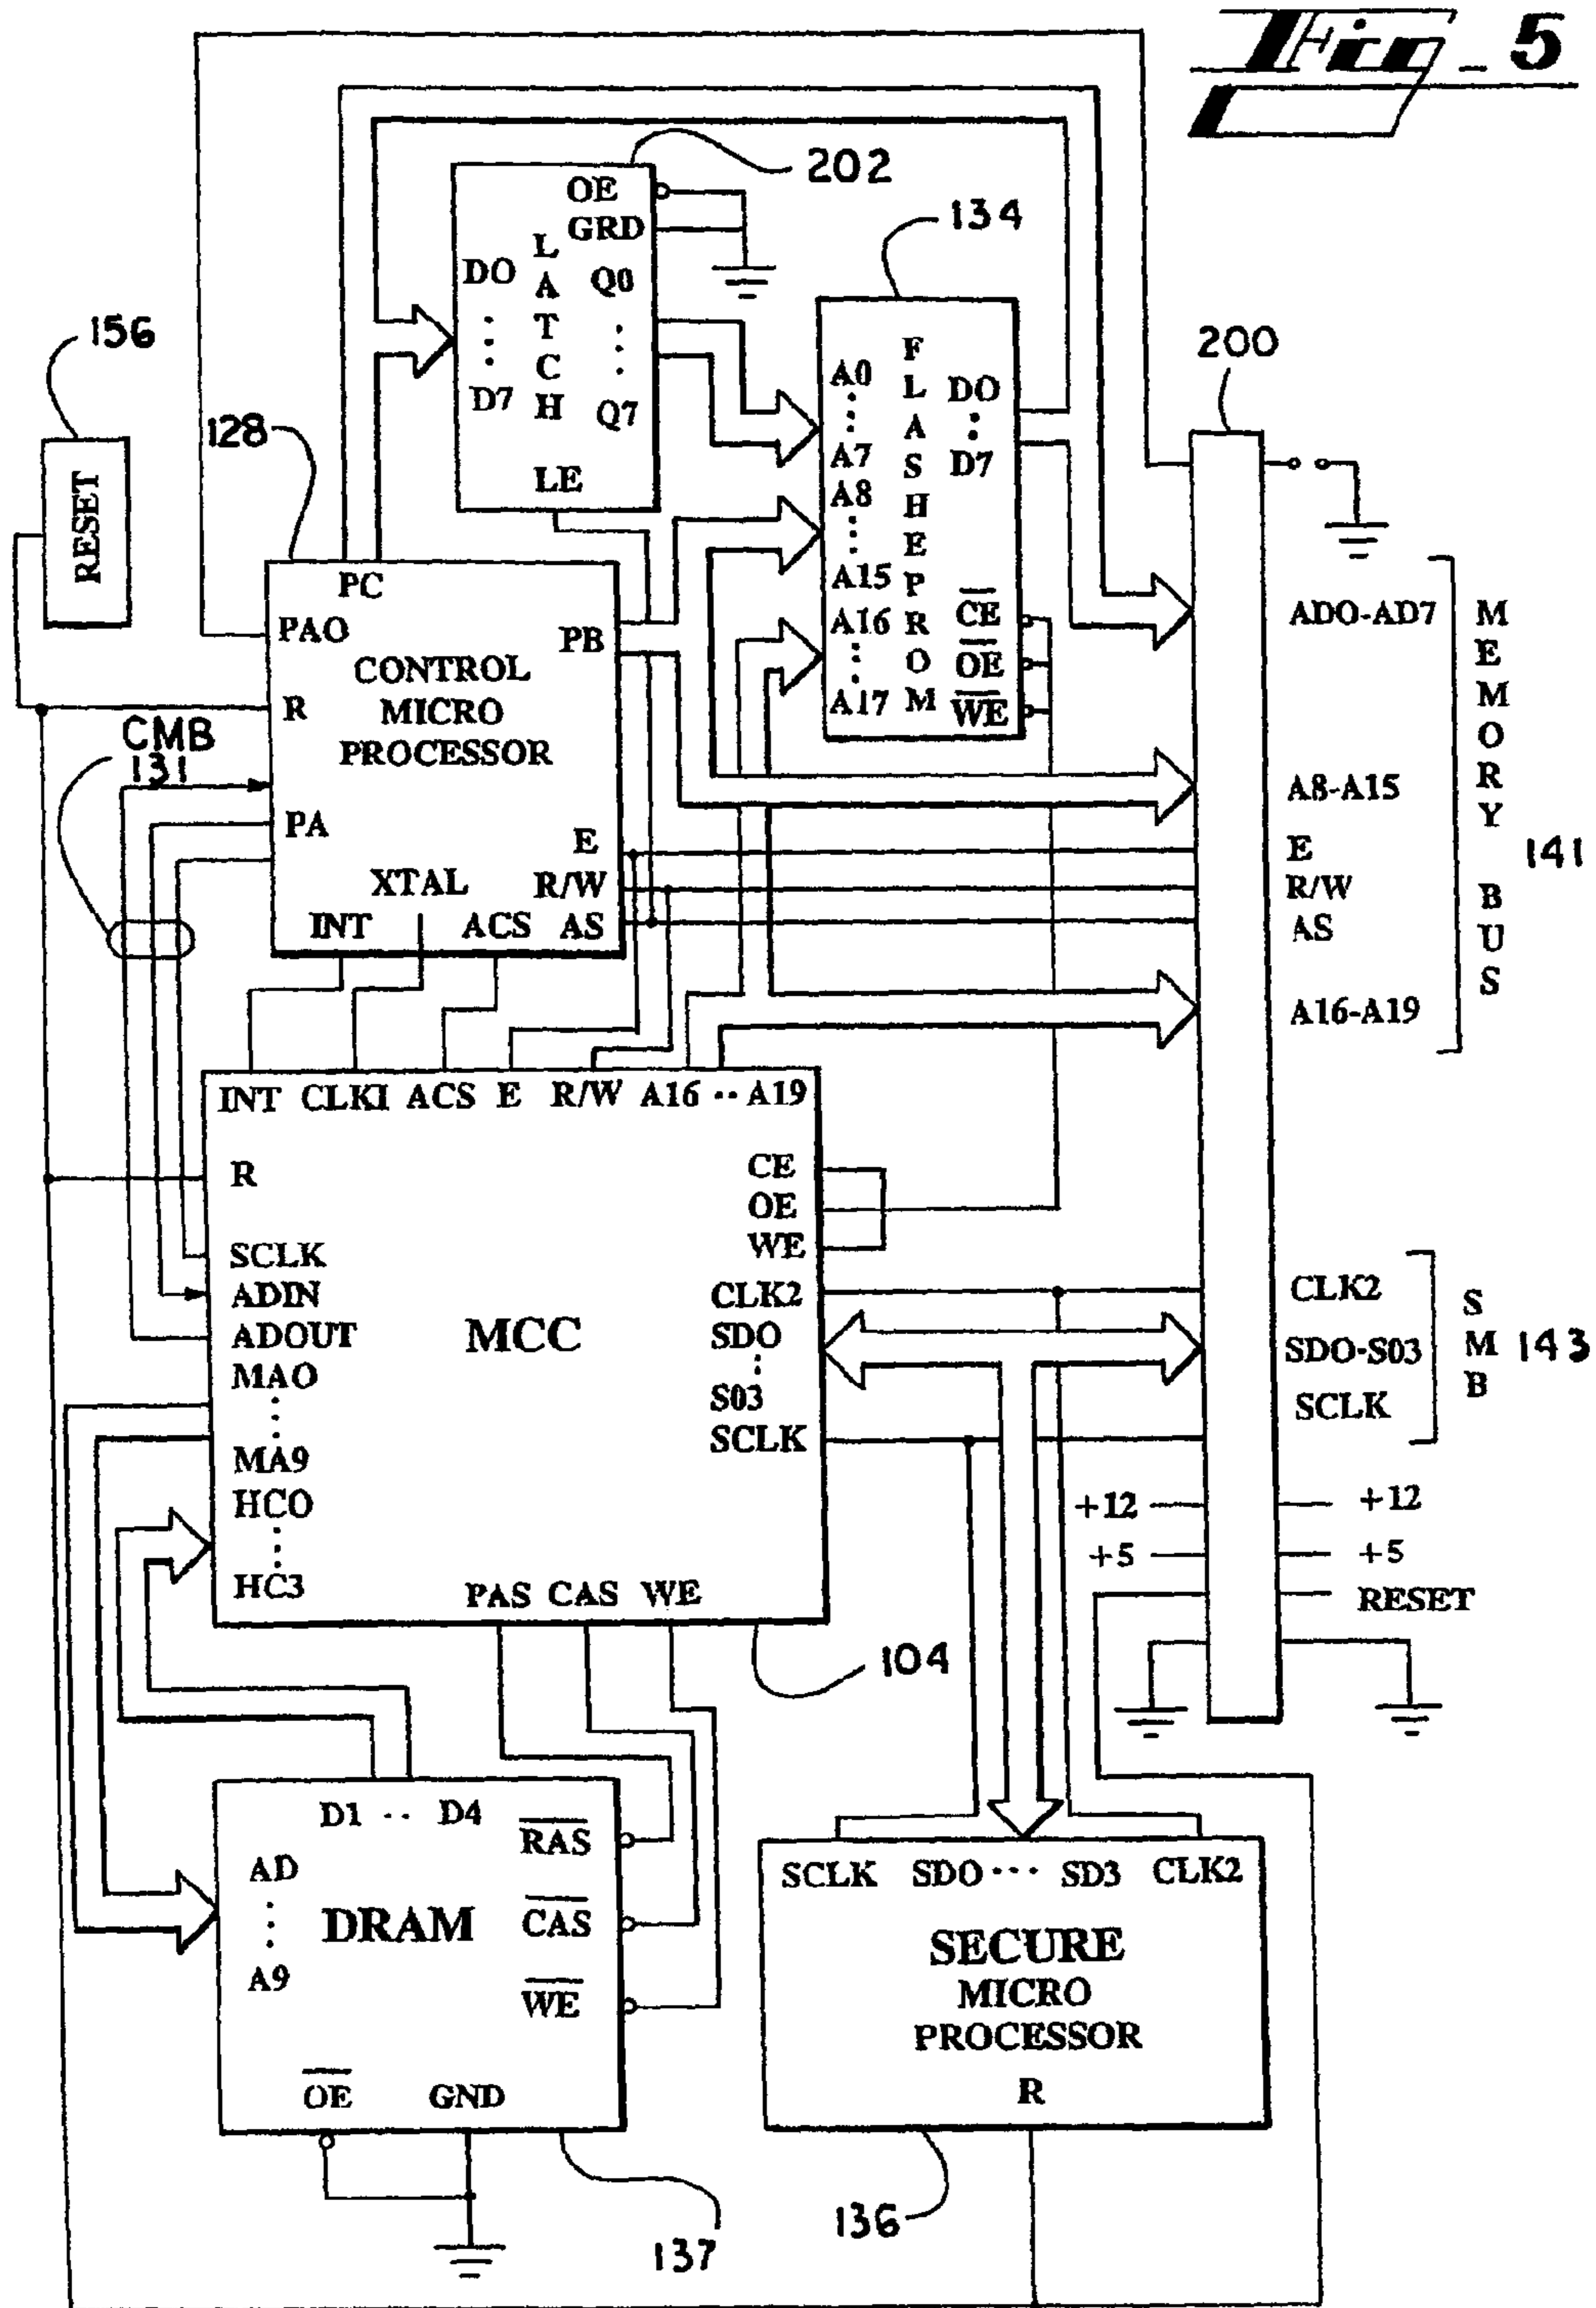 Fig_5
202
OE
GRD
LATCH
DO
⋮
D7
Q0
⋮
Q7
LE
134
FLASH EPROM
A0
⋮
A7
A8
⋮
A15
A16
⋮
A17
DO
⋮
D7
CE
OE
WE
156
RESET
128
PC
PAO
PB
CONTROL
MICRO
PROCESSOR
R
CMB
131
PA
E
XTAL
R/W
INT
ACS
AS
200
ADO-AD7
A8-A15
E
R/W
AS
A16-A19
MEMORY BUS
141
INT CLKI ACS E R/W A16 ·· A19
R
SCLK
ADIN
ADOUT
MAO
⋮
MA9
HCO
⋮
HC3
MCC
CE
OE
WE
CLK2
SDO
⋮
S03
SCLK
PAS CAS WE
104
CLK2
SDO-S03
SCLK
SMB
143
+12
+12
+5
+5
RESET
D1 ·· D4
AD
⋮
A9
DRAM
RAS
CAS
WE
OE
GND
137
SCLK SDO ··· SD3 CLK2
SECURE
MICRO
PROCESSOR
R
136